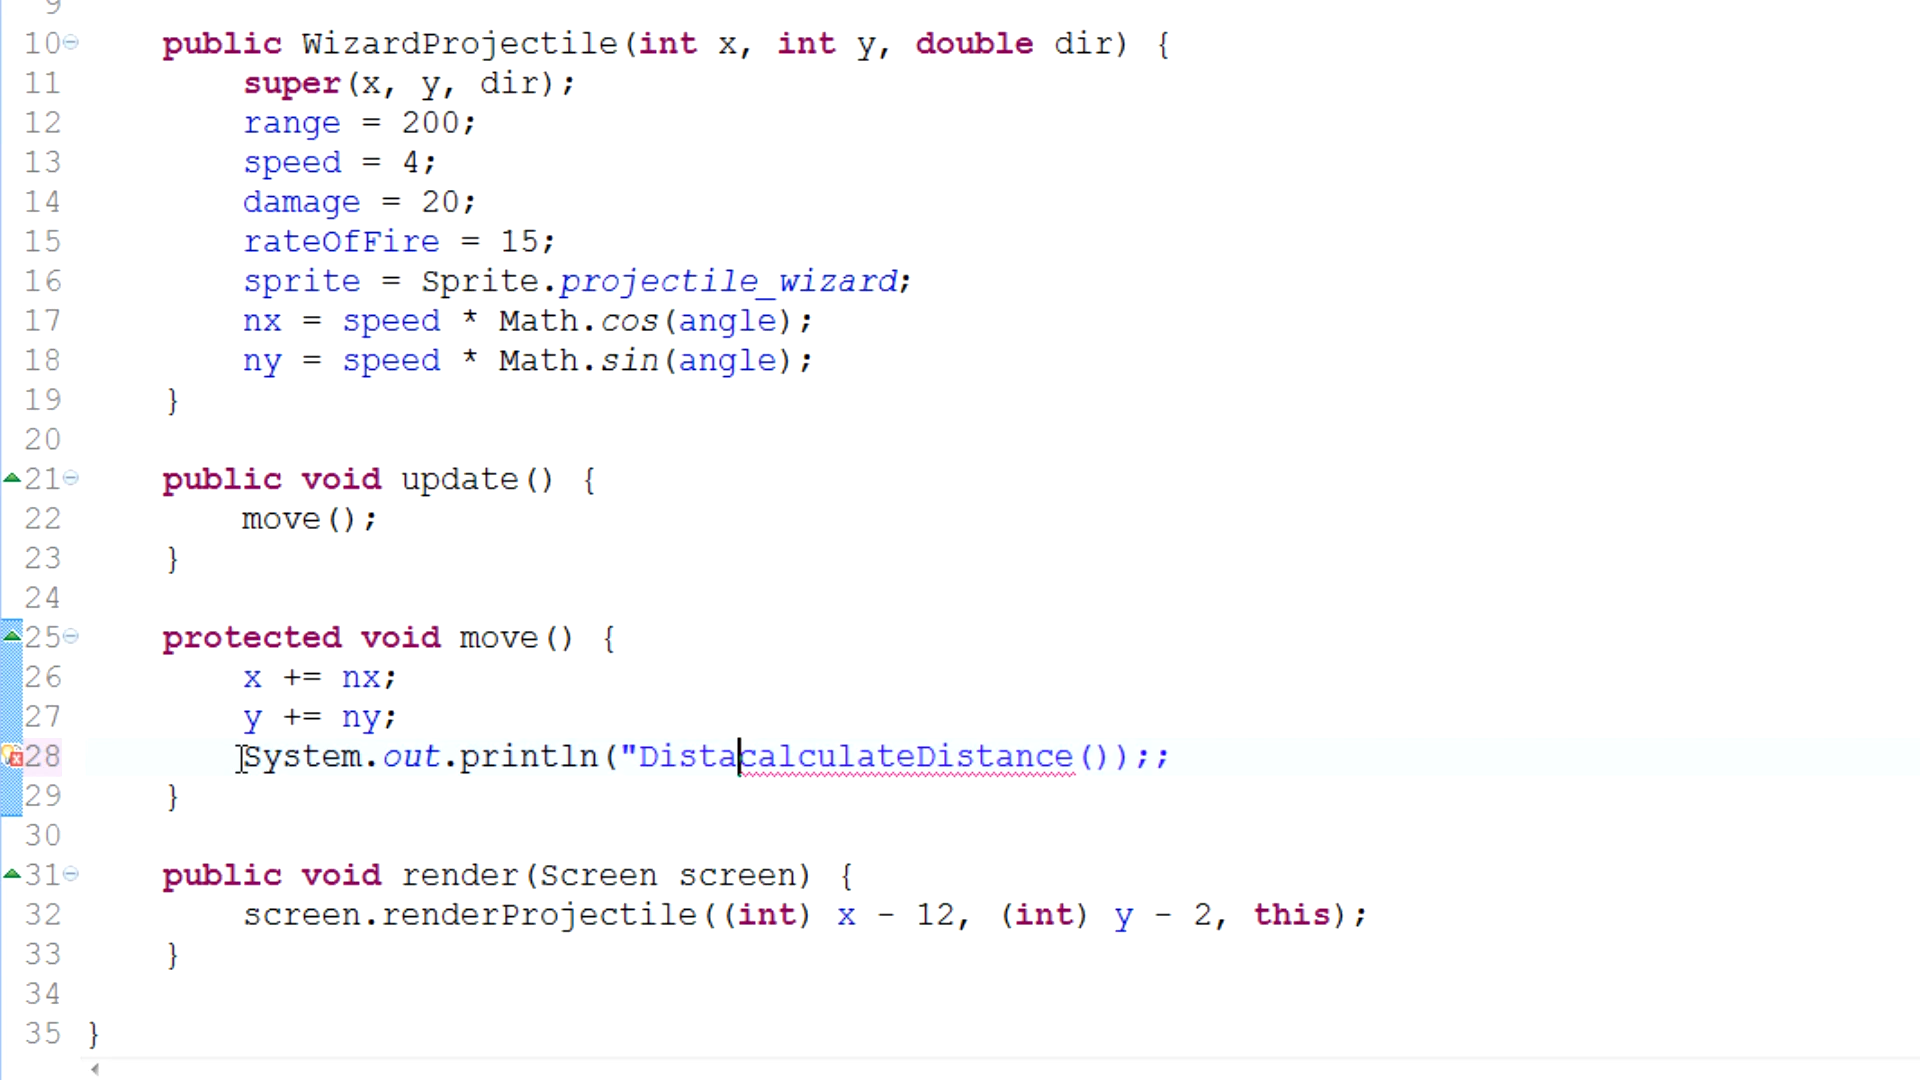 9
10 public WizardProjectile(int x, int y, double dir) {
11 super(x, y, dir);
12 range = 200;
13 speed = 4;
14 damage = 20;
15 rateOfFire = 15;
16 sprite = Sprite.projectile_wizard;
17 nx = speed * Math.cos(angle);
18 ny = speed * Math.sin(angle);
19 }
20
21 public void update() {
22 move();
23 }
24
25 protected void move() {
26 x += nx;
27 y += ny;
28 System.out.println("DistacalculateDistance());;
29 }
30
31 public void render(Screen screen) {
32 screen.renderProjectile((int) x - 12, (int) y - 2, this);
33 }
34
35 }